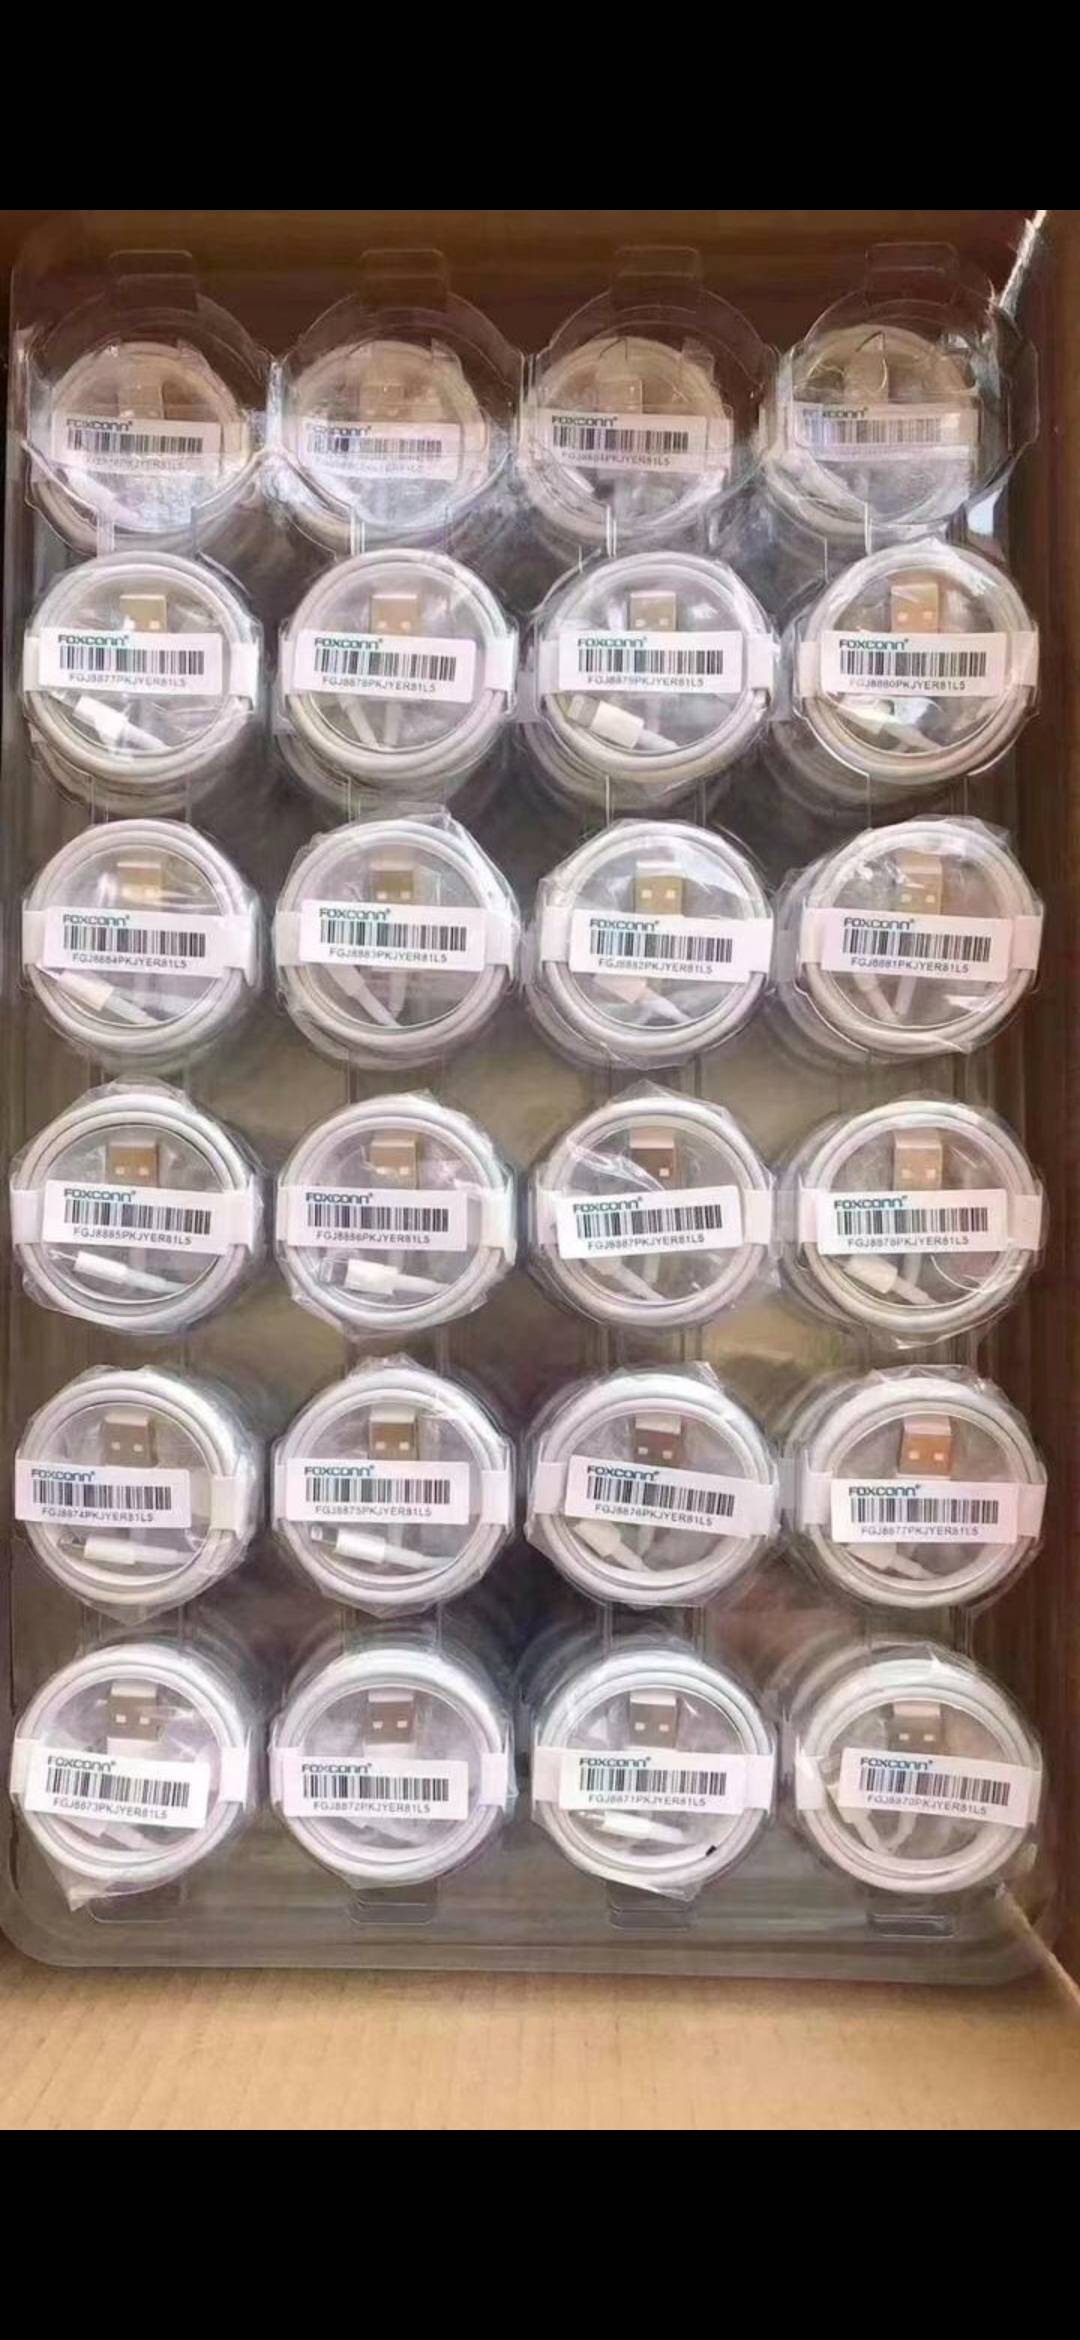 FOXCONN
FOXCONN
FOXCONN
FGJ8884PKJYER81L5
FOXCONN
FGJ8877PKJYER81L5
FOXCONN
FGJ8878PKJYER81L5
FOXCONN
FGJ8879PKJYER81L5
FOXCONN
FGJ8880PKJYER81L5
FOXCONN
FGJ8884PKJYER81L5
FOXCONN
FGJ8883PKJYER81L5
FOXCONN
FGJ8882PKJYER81L5
FOXCONN
FGJ8881PKJYER81L5
FOXCONN
FGJ8885PKJYER81L5
FOXCONN
FGJ8886PKJYER81L5
FOXCONN
FGJ8887PKJYER81L5
FOXCONN
FGJ8878PKJYER81L5
FOXCONN
FGJ8874PKJYER81L5
FOXCONN
FGJ8875PKJYER81L5
FOXCONN
FGJ8876PKJYER81L5
FOXCONN
FGJ8877PKJYER81L5
FOXCONN
FGJ8873PKJYER81L5
FOXCONN
FGJ8872PKJYER81L5
FOXCONN
FGJ8871PKJYER81L5
FOXCONN
FGJ8870PKJYER81L5